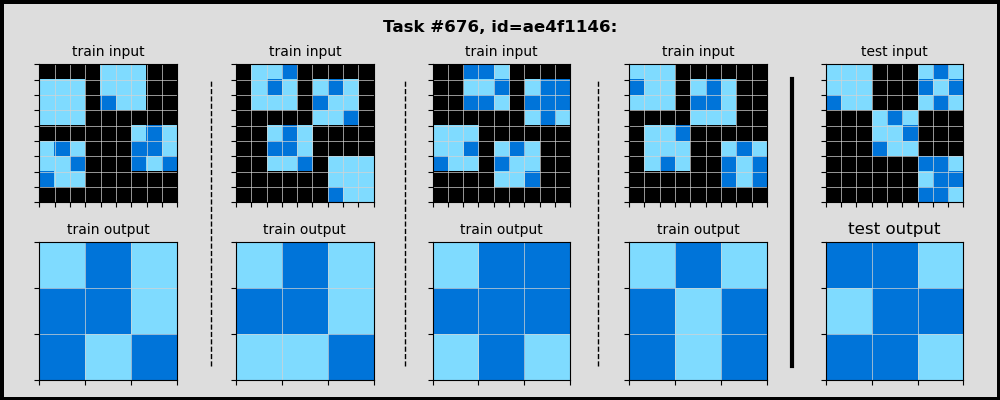 Task #676, id=ae4f1146:
train input train input train input train input test input
train output train output train output train output test output